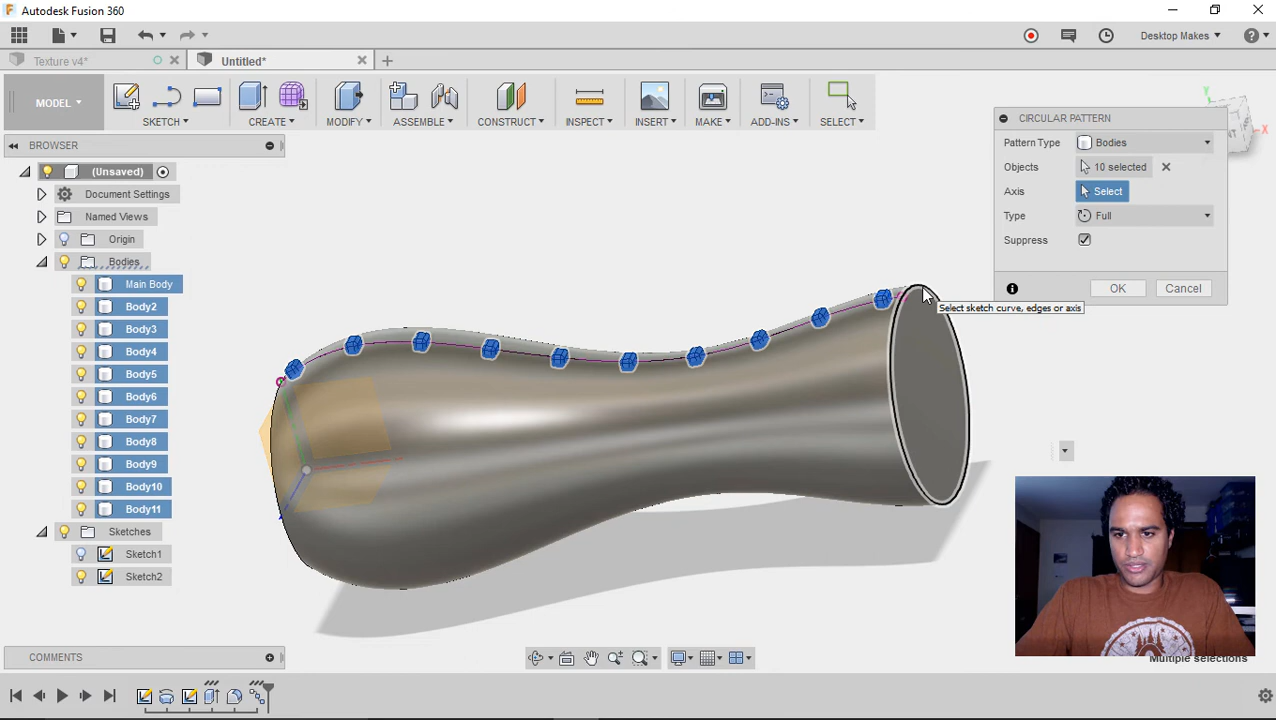 Autodesk Fusion 360
Desktop Makes
Texture v4*
Untitled*
MODEL
SKETCH
CREATE
MODIFY
ASSEMBLE
CONSTRUCT
INSPECT
INSERT
MAKE
ADD-INS
SELECT
BROWSER
(Unsaved)
Document Settings
Named Views
Origin
Bodies
Main Body
Body2
Body3
Body4
Body5
Body6
Body7
Body8
Body9
Body10
Body11
Sketches
Sketch1
Sketch2
CIRCULAR PATTERN
Pattern Type Bodies
Objects 10 selected
Axis Select
Type Full
Suppress
OK Cancel
Select sketch curve, edges or axis
Y
X
Multiple selections
COMMENTS